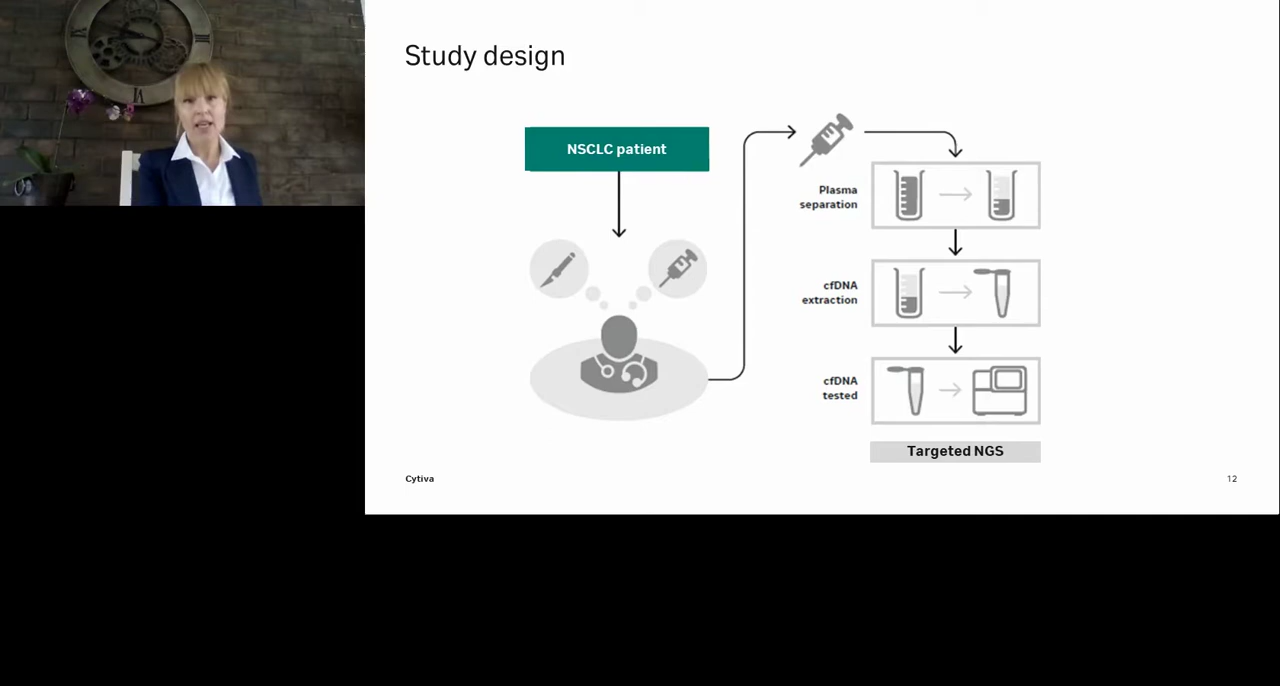 Study design
NSCLC patient
Plasma
separation
cfDNA
extraction
cfDNA
tested
Targeted NGS
Cytiva
12